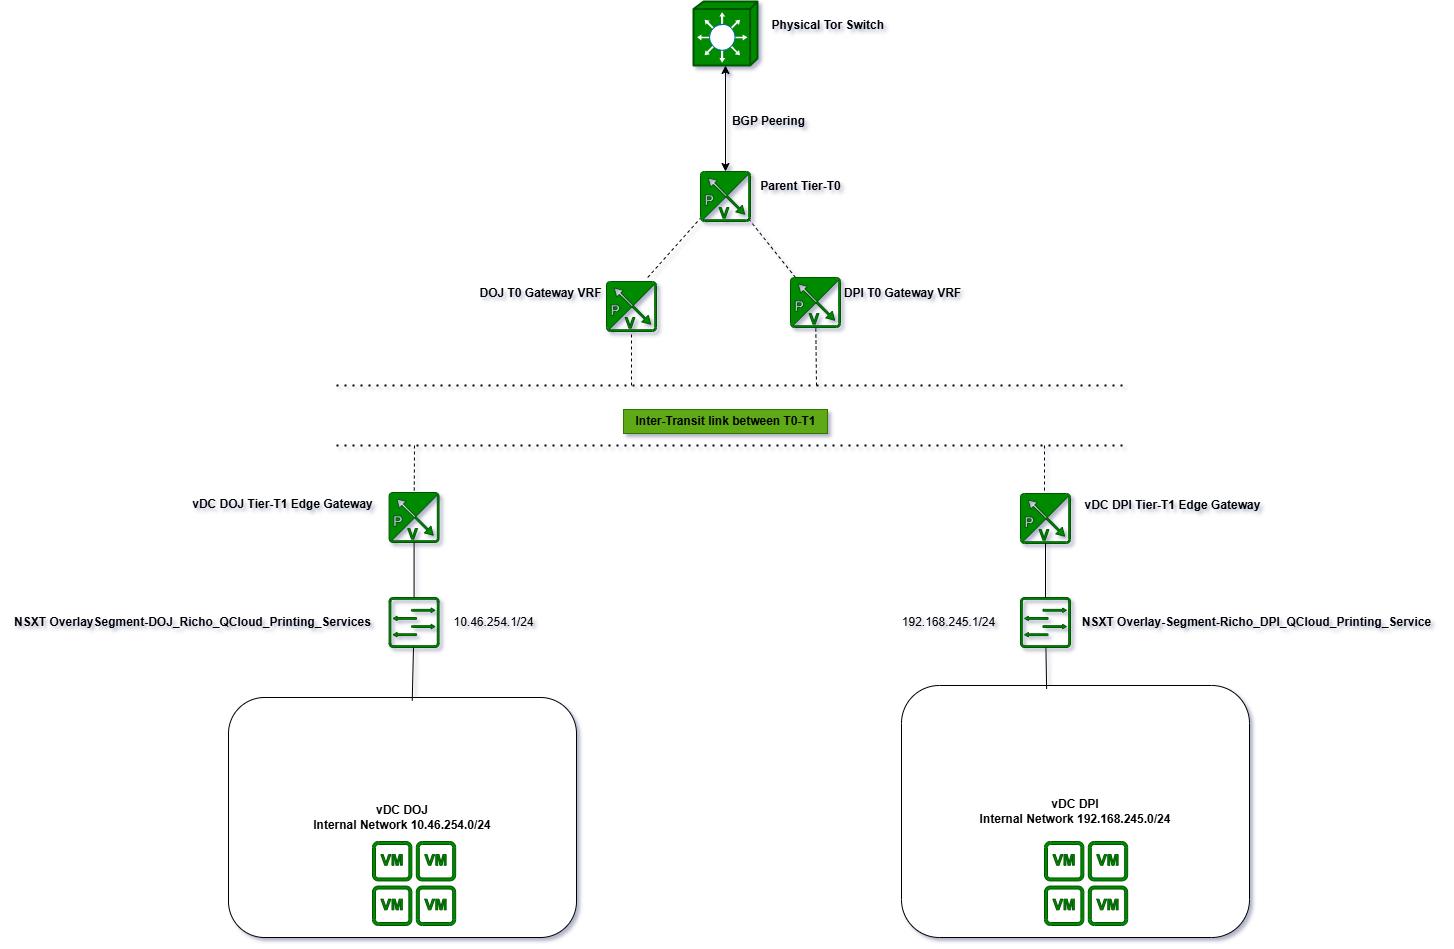 Physical Tor Switch
BGP Peering
Parent Tier-T0
P
V
DOJ T0 Gateway VRF
P
V
DPI T0 Gateway VRF
P
V
Inter-Transit link between T0-T1
vDC DOJ Tier-T1 Edge Gateway
P
V
vDC DPI Tier-T1 Edge Gateway
P
V
NSXT OverlaySegment-DOJ_Richo_QCloud_Printing_Services
10.46.254.1/24
192.168.245.1/24
NSXT Overlay-Segment-Richo_DPI_QCloud_Printing_Service
vDC DOJ
Internal Network 10.46.254.0/24
VM VM
VM VM
vDC DPI
Internal Network 192.168.245.0/24
VM VM
VM VM